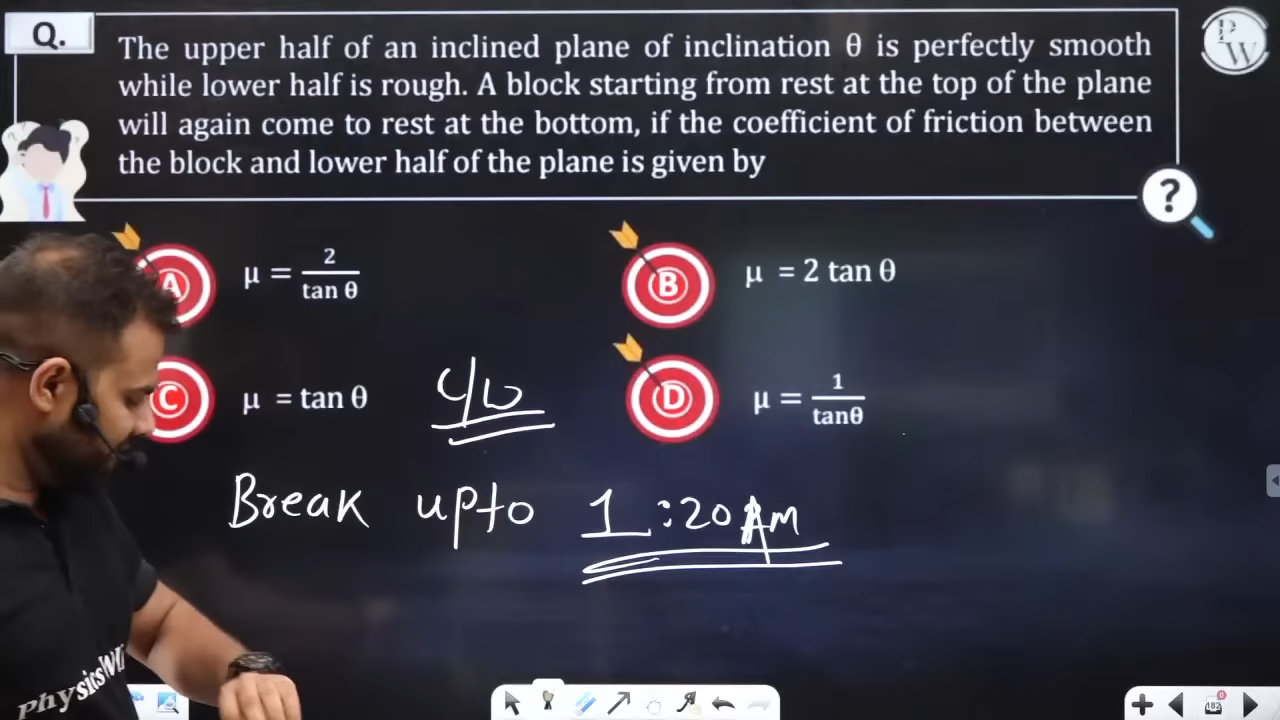 Q.
The upper half of an inclined plane of inclination θ is perfectly smooth
while lower half is rough. A block starting from rest at the top of the plane
will again come to rest at the bottom, if the coefficient of friction between
the block and lower half of the plane is given by
PW
?
A μ = 2/tan θ
B μ = 2 tan θ
C μ = tan θ
D μ = 1/tanθ
C/W
Break upto 1:20 AM
182
0